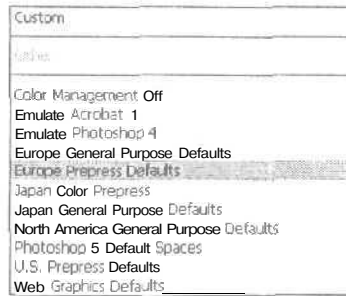 Custom
Other
Color Management Off
Emulate Acrobat 1
Emulate Photoshop 4
Europe General Purpose Defaults
Europe Prepress Defaults
Japan Color Prepress
Japan General Purpose Defaults
North America General Purpose Defaults
Photoshop 5 Default Spaces
U.S. Prepress Defaults
Web Graphics Defaults